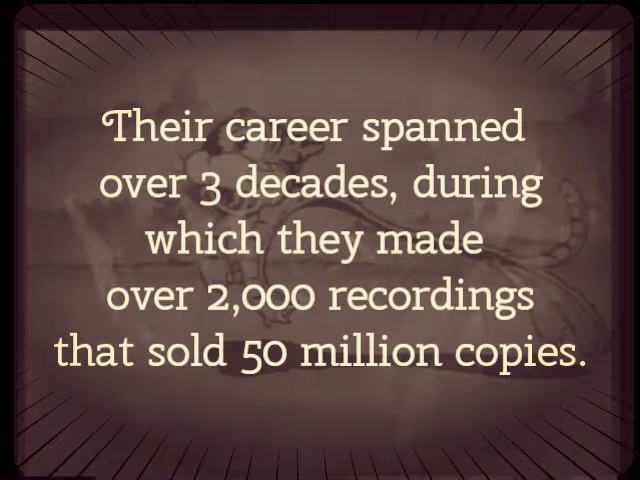 Their career spanned
over 3 decades, during
which they made
over 2,000 recordings
that sold 50 million copies.